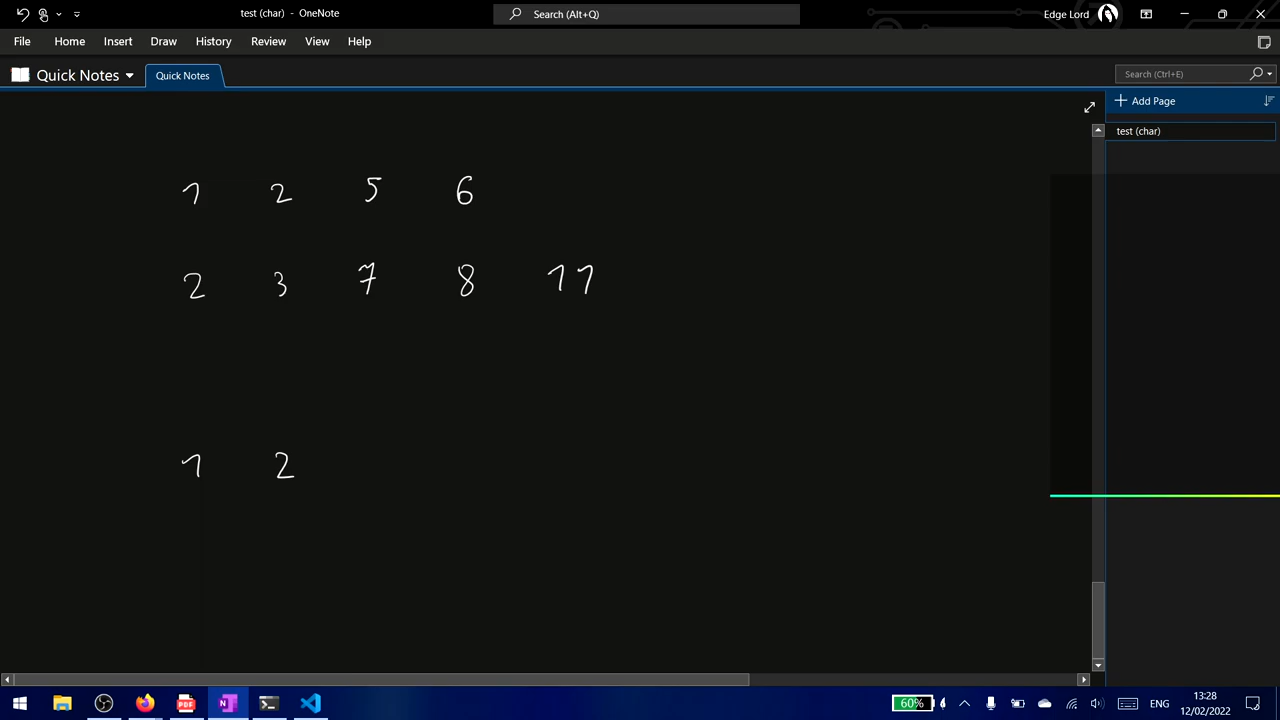 test (char) - OneNote
Search (Alt+Q)
Edge Lord
File Home Insert Draw History Review View Help
Quick Notes
Quick Notes
Search (Ctrl+E)
Add Page
test (char)
1 2 5 6
2 3 7 8 11
1 2
60%
ENG
13:28
12/02/2022